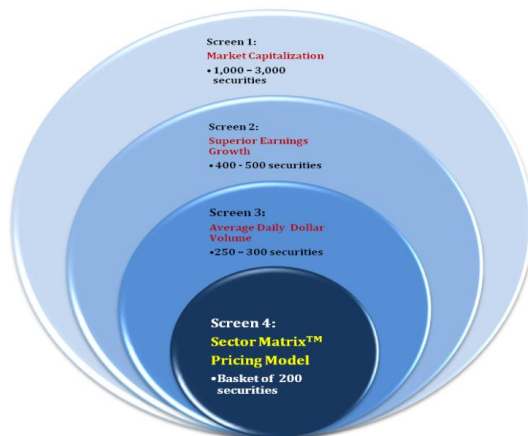 Screen 1:
Market Capitalization
• 1,000 – 3,000
securities
Screen 2:
Superior Earnings
Growth
• 400 - 500 securities
Screen 3:
Average Daily Dollar
Volume
• 250 – 300 securities
Screen 4:
Sector Matrix™
Pricing Model
• Basket of 200
securities